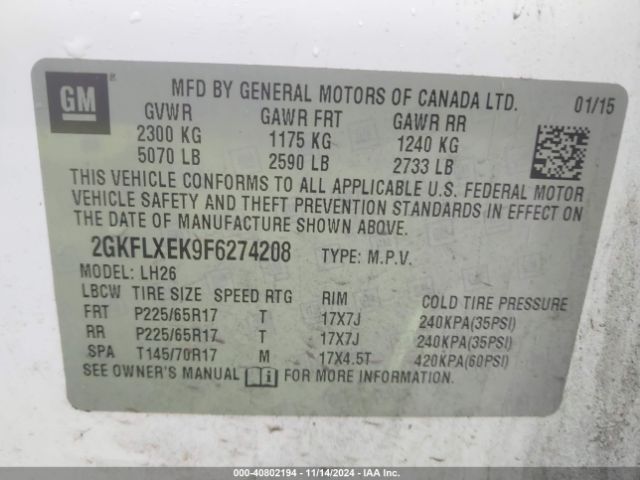 GM
MFD BY GENERAL MOTORS OF CANADA LTD. 01/15
GVWR GAWR FRT GAWR RR
2300 KG 1175 KG 1240 KG
5070 LB 2590 LB 2733 LB
THIS VEHICLE CONFORMS TO ALL APPLICABLE U.S. FEDERAL MOTOR
VEHICLE SAFETY AND THEFT PREVENTION STANDARDS IN EFFECT ON
THE DATE OF MANUFACTURE SHOWN ABOVE.
2GKFLXEK9F6274208 TYPE: M.P.V.
MODEL: LH26
LBCW TIRE SIZE SPEED RTG RIM COLD TIRE PRESSURE
FRT P225/65R17 T 17X7J 240KPA(35PSI)
RR P225/65R17 T 17X7J 240KPA(35PSI)
SPA T145/70R17 M 17X4.5T 420KPA(60PSI)
SEE OWNER'S MANUAL i FOR MORE INFORMATION.
000-40802194 - 11/14/2024 - IAA Inc.